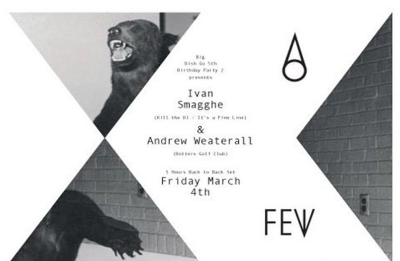 Big
Dish Go 5th
Birthday Party 2
presents
Ivan
Smagghe
(Kill the DJ / It's a Fine Line)
&
Andrew Weaterall
(Rotters Golf Club)
5 Hours Back to Back Set
Friday March
4th
FEW